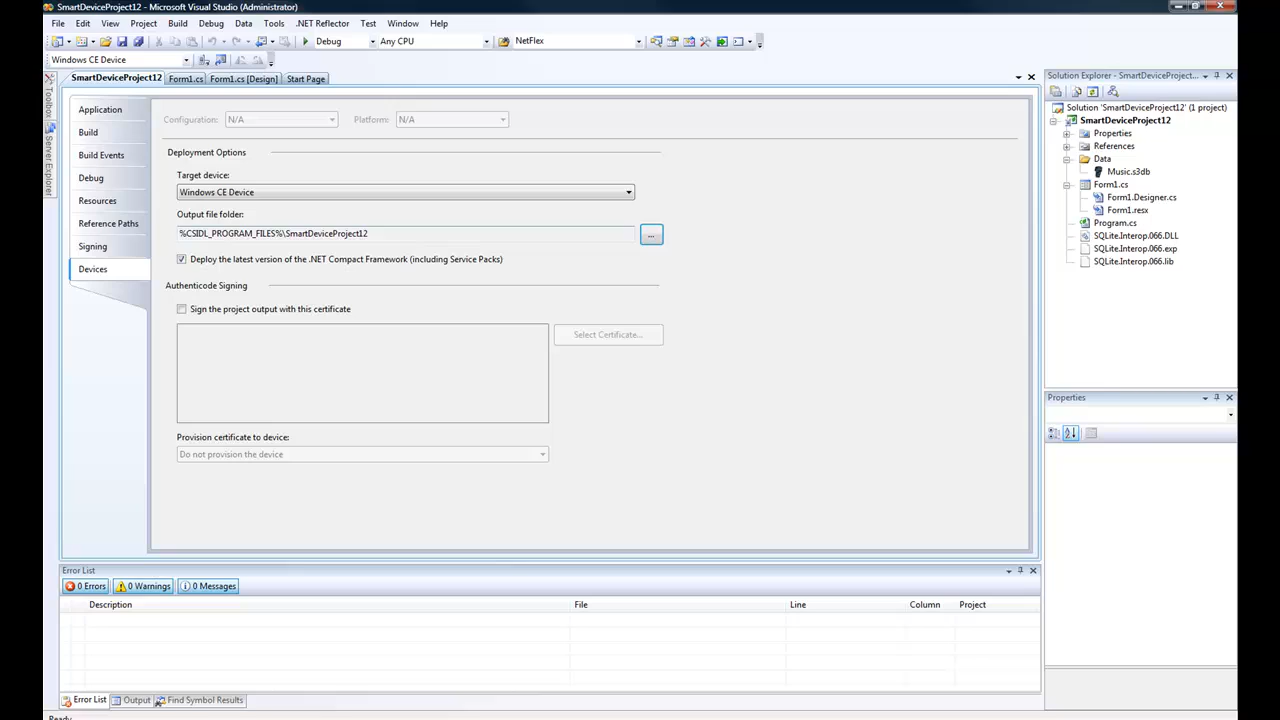 SmartDeviceProject12 - Microsoft Visual Studio (Administrator)
File Edit View Project Build Debug Data Tools .NET Reflector Test Window Help
Debug Any CPU NetFlex
Windows CE Device
SmartDeviceProject12 Form1.cs Form1.cs [Design] Start Page
Toolbox
Server Explorer
Application
Build
Build Events
Debug
Resources
Reference Paths
Signing
Devices
Configuration: N/A Platform: N/A
Deployment Options
Target device:
Windows CE Device
Output file folder:
%CSIDL_PROGRAM_FILES%\SmartDeviceProject12
...
Deploy the latest version of the .NET Compact Framework (including Service Packs)
Authenticode Signing
Sign the project output with this certificate
Select Certificate...
Provision certificate to device:
Do not provision the device
Solution Explorer - SmartDeviceProject...
Solution 'SmartDeviceProject12' (1 project)
SmartDeviceProject12
Properties
References
Data
Music.s3db
Form1.cs
Form1.Designer.cs
Form1.resx
Program.cs
SQLite.Interop.066.DLL
SQLite.Interop.066.exp
SQLite.Interop.066.lib
Properties
Error List
0 Errors 0 Warnings 0 Messages
Description File Line Column Project
Error List Output Find Symbol Results
Ready